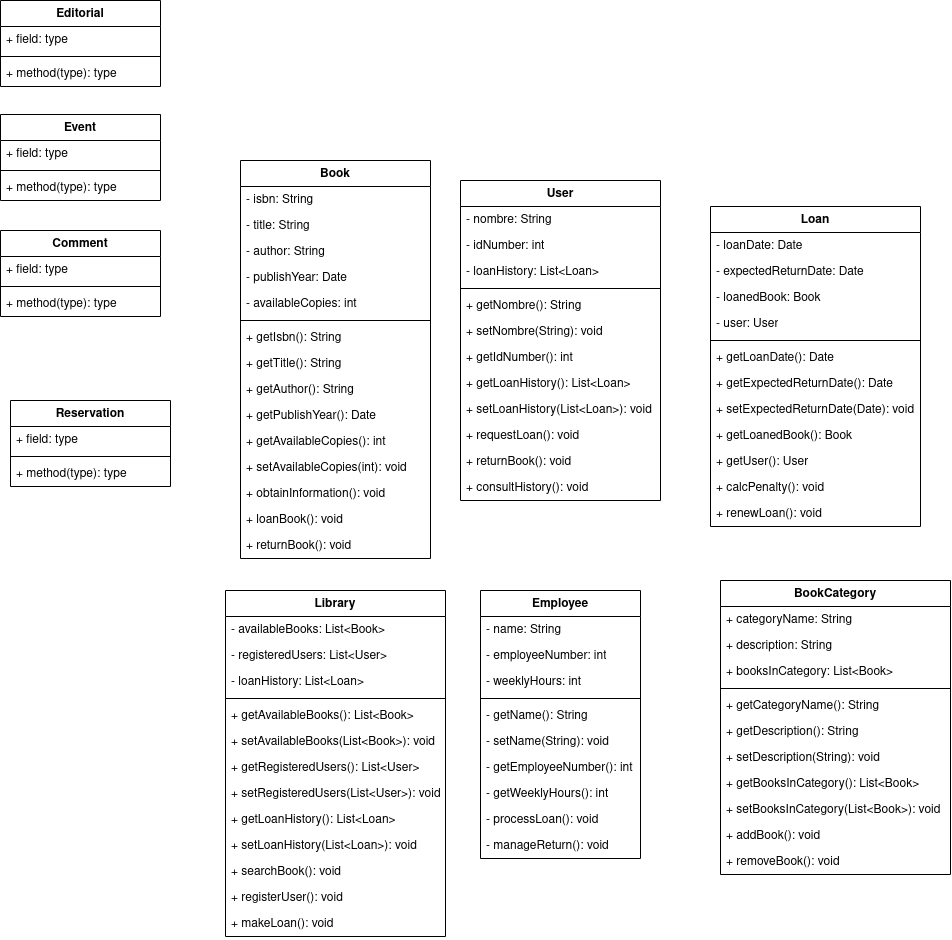 Editorial
+ field: type
+ method(type): type
Event
+ field: type
+ method(type): type
Comment
+ field: type
+ method(type): type
Reservation
+ field: type
+ method(type): type
Book
- isbn: String
- title: String
- author: String
- publishYear: Date
- availableCopies: int
+ getIsbn(): String
+ getTitle(): String
+ getAuthor(): String
+ getPublishYear(): Date
+ getAvailableCopies(): int
+ setAvailableCopies(int): void
+ obtainInformation(): void
+ loanBook(): void
+ returnBook(): void
User
- nombre: String
- idNumber: int
- loanHistory: List<Loan>
+ getNombre(): String
+ setNombre(String): void
+ getIdNumber(): int
+ getLoanHistory(): List<Loan>
+ setLoanHistory(List<Loan>): void
+ requestLoan(): void
+ returnBook(): void
+ consultHistory(): void
Loan
- loanDate: Date
- expectedReturnDate: Date
- loanedBook: Book
- user: User
+ getLoanDate(): Date
+ getExpectedReturnDate(): Date
+ setExpectedReturnDate(Date): void
+ getLoanedBook(): Book
+ getUser(): User
+ calcPenalty(): void
+ renewLoan(): void
Library
- availableBooks: List<Book>
- registeredUsers: List<User>
- loanHistory: List<Loan>
+ getAvailableBooks(): List<Book>
+ setAvailableBooks(List<Book>): void
+ getRegisteredUsers(): List<User>
+ setRegisteredUsers(List<User>): void
+ getLoanHistory(): List<Loan>
+ setLoanHistory(List<Loan>): void
+ searchBook(): void
+ registerUser(): void
+ makeLoan(): void
Employee
- name: String
- employeeNumber: int
- weeklyHours: int
- getName(): String
- setName(String): void
- getEmployeeNumber(): int
- getWeeklyHours(): int
- processLoan(): void
- manageReturn(): void
BookCategory
+ categoryName: String
+ description: String
+ booksInCategory: List<Book>
+ getCategoryName(): String
+ getDescription(): String
+ setDescription(String): void
+ getBooksInCategory(): List<Book>
+ setBooksInCategory(List<Book>): void
+ addBook(): void
+ removeBook(): void